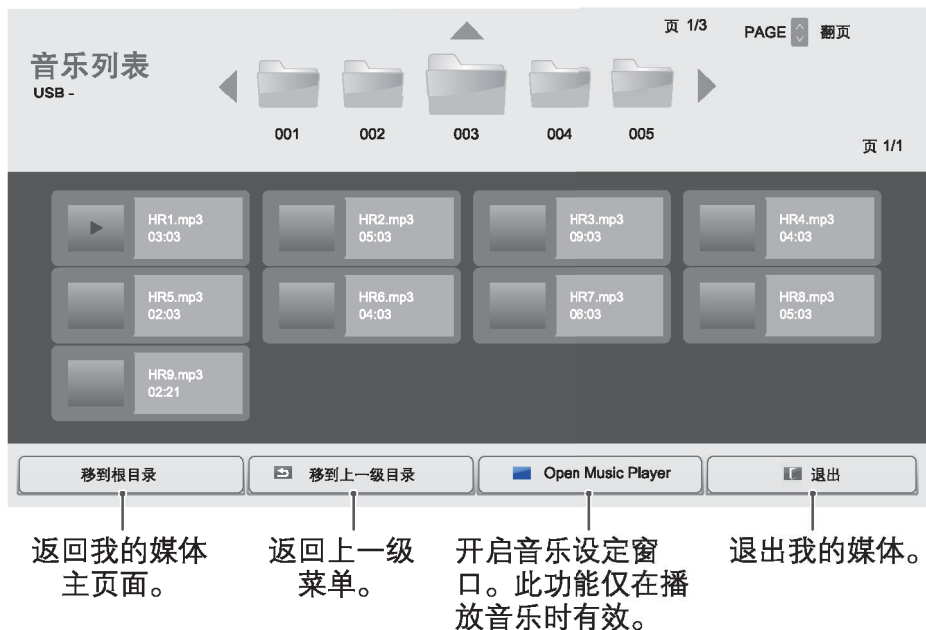 页 1/3 PAGE 翻页
音乐列表
USB -
001 002 003 004 005
页 1/1
HR1.mp3
03:03
HR2.mp3
05:03
HR3.mp3
09:03
HR4.mp3
04:03
HR5.mp3
02:03
HR6.mp3
04:03
HR7.mp3
06:03
HR8.mp3
05:03
HR9.mp3
02:21
移到根目录
移到上一级目录
Open Music Player
退出
返回我的媒体
主页面。
返回上一级
菜单。
开启音乐设定窗
口。此功能仅在播
放音乐时有效。
退出我的媒体。